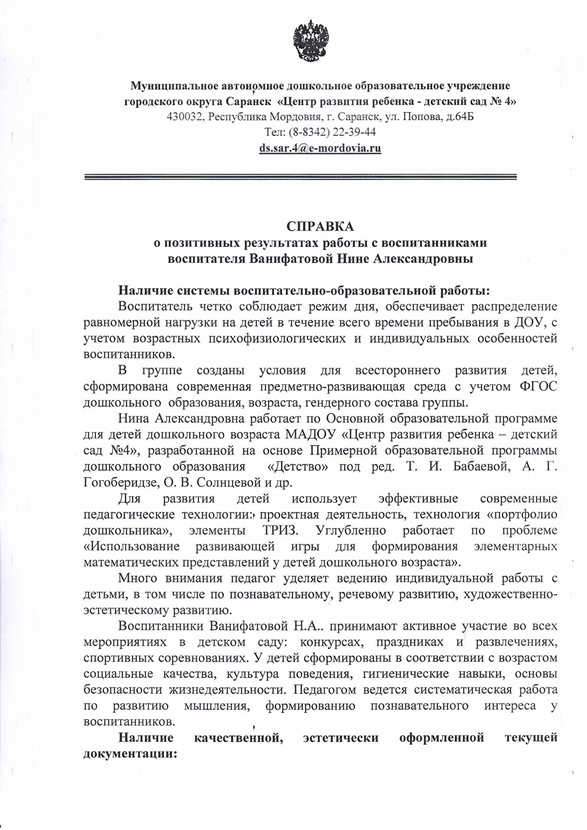 Муниципальное автономное дошкольное образовательное учреждение
городского округа Саранск «Центр развития ребенка - детский сад № 4»
430032, Республика Мордовия, г. Саранск, ул. Попова, д.64Б
Тел: (8-8342) 22-39-44
ds.sar.4@e-mordovia.ru
СПРАВКА
о позитивных результатах работы с воспитанниками
воспитателя Ванифатовой Нине Александровны
Наличие системы воспитательно-образовательной работы:
Воспитатель четко соблюдает режим дня, обеспечивает распределение
равномерной нагрузки на детей в течение всего времени пребывания в ДОУ, с
учетом возрастных психофизиологических и индивидуальных особенностей
воспитанников.
В группе созданы условия для всестороннего развития детей,
сформирована современная предметно-развивающая среда с учетом ФГОС
дошкольного образования, возраста, гендерного состава группы.
Нина Александровна работает по Основной образовательной программе
для детей дошкольного возраста МАДОУ «Центр развития ребенка – детский
сад №4», разработанной на основе Примерной образовательной программы
дошкольного образования «Детство» под ред. Т. И. Бабаевой, А. Г.
Гогоберидзе, О. В. Солнцевой и др.
Для развития детей использует эффективные современные
педагогические технологии: проектная деятельность, технология «портфолио
дошкольника», элементы ТРИЗ. Углубленно работает по проблеме
«Использование развивающей игры для формирования элементарных
математических представлений у детей дошкольного возраста».
Много внимания педагог уделяет ведению индивидуальной работы с
детьми, в том числе по познавательному, речевому развитию, художественно-
эстетическому развитию.
Воспитанники Ванифатовой Н.А.. принимают активное участие во всех
мероприятиях в детском саду: конкурсах, праздниках и развлечениях,
спортивных соревнованиях. У детей сформированы в соответствии с возрастом
социальные качества, культура поведения, гигиенические навыки, основы
безопасности жизнедеятельности. Педагогом ведется систематическая работа
по развитию мышления, формированию познавательного интереса у
воспитанников.
Наличие качественной, эстетически оформленной текущей
документации: